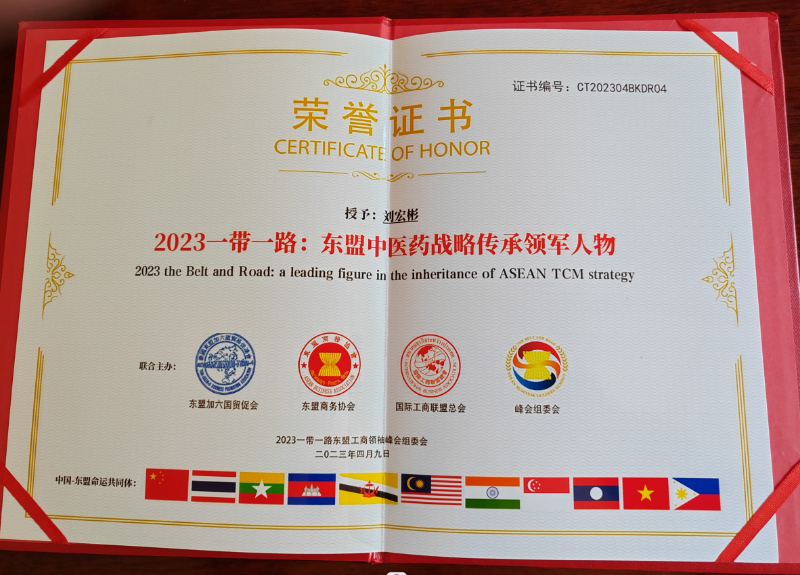 证书编号：CT202304BKDR04
荣誉证书
CERTIFICATE OF HONOR
授予：刘宏彬
2023一带一路：东盟中医药战略传承领军人物
2023 the Belt and Road: a leading figure in the inheritance of ASEAN TCM strategy
联合主办：
东盟加六国贸促会
东盟商务协会
国际工商联盟总会
峰会组委会
2023一带一路东盟工商领袖峰会组委会
二〇二三年四月九日
中国-东盟命运共同体：